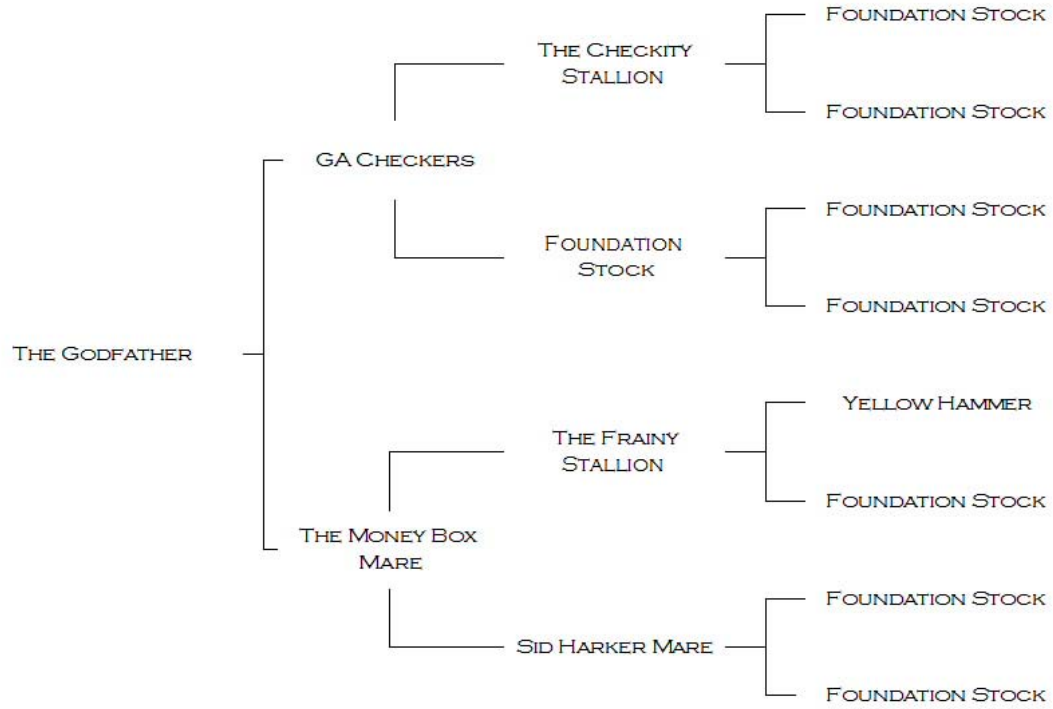 Foundation Stock
The Checkity
Stallion
Foundation Stock
GA Checkers
Foundation Stock
Foundation
Stock
Foundation Stock
The Godfather
Yellow Hammer
The Frainy
Stallion
Foundation Stock
The Money Box
Mare
Foundation Stock
Sid Harker Mare
Foundation Stock